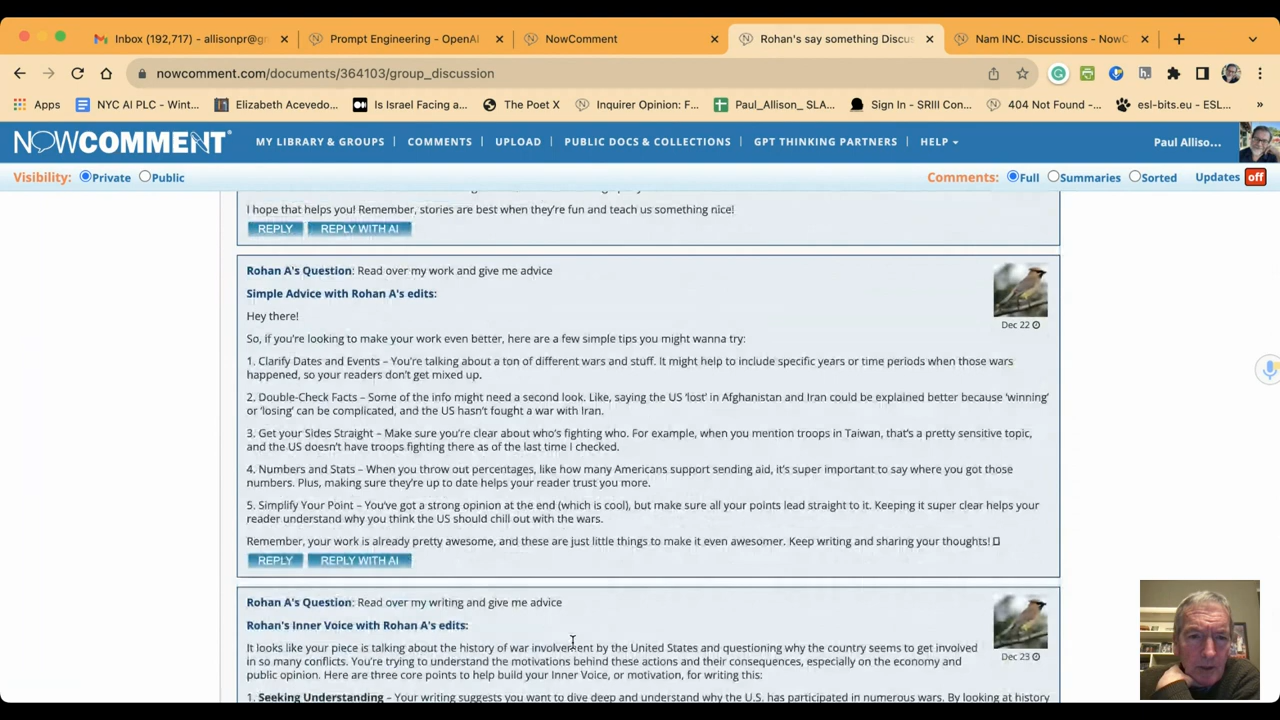 Inbox (192,717) - allisonpr@g
Prompt Engineering - OpenAI
NowComment
Rohan's say something Discus
Nam INC. Discussions - NowC
nowcomment.com/documents/364103/group_discussion
Apps
NYC AI PLC - Wint...
Elizabeth Acevedo...
Is Israel Facing a...
The Poet X
Inquirer Opinion: F...
Paul_Allison_ SLA...
Sign In - SRIII Con...
404 Not Found -...
esl-bits.eu - ESL...
»
NOWCOMMENT®
MY LIBRARY & GROUPS | COMMENTS | UPLOAD | PUBLIC DOCS & COLLECTIONS | GPT THINKING PARTNERS | HELP
Paul Alliso...
Visibility: Private Public
Comments: Full Summaries Sorted Updates off
I hope that helps you! Remember, stories are best when they're fun and teach us something nice!
REPLY REPLY WITH AI
Rohan A's Question: Read over my work and give me advice
Simple Advice with Rohan A's edits:
Hey there!
Dec 22
So, if you're looking to make your work even better, here are a few simple tips you might wanna try:
1. Clarify Dates and Events – You're talking about a ton of different wars and stuff. It might help to include specific years or time periods when those wars
happened, so your readers don't get mixed up.
2. Double-Check Facts – Some of the info might need a second look. Like, saying the US 'lost' in Afghanistan and Iran could be explained better because 'winning'
or 'losing' can be complicated, and the US hasn't fought a war with Iran.
3. Get your Sides Straight – Make sure you're clear about who's fighting who. For example, when you mention troops in Taiwan, that's a pretty sensitive topic,
and the US doesn't have troops fighting there as of the last time I checked.
4. Numbers and Stats – When you throw out percentages, like how many Americans support sending aid, it's super important to say where you got those
numbers. Plus, making sure they're up to date helps your reader trust you more.
5. Simplify Your Point – You've got a strong opinion at the end (which is cool), but make sure all your points lead straight to it. Keeping it super clear helps your
reader understand why you think the US should chill out with the wars.
Remember, your work is already pretty awesome, and these are just little things to make it even awesomer. Keep writing and sharing your thoughts!
REPLY REPLY WITH AI
Rohan A's Question: Read over my writing and give me advice
Rohan's Inner Voice with Rohan A's edits:
It looks like your piece is talking about the history of war involvement by the United States and questioning why the country seems to get involved
Dec 23
in so many conflicts. You're trying to understand the motivations behind these actions and their consequences, especially on the economy and
public opinion. Here are three core points to help build your Inner Voice, or motivation, for writing this:
1. Seeking Understanding – Your writing suggests you want to dive deep and understand why the U.S. has participated in numerous wars. By looking at history